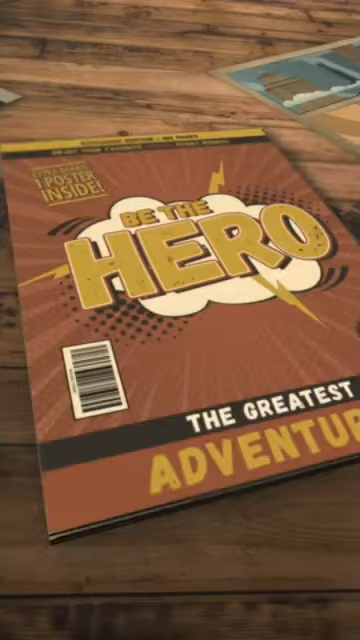 1 POSTER
INSIDE!
BE THE
HERO
THE GREATEST
ADVENTUR